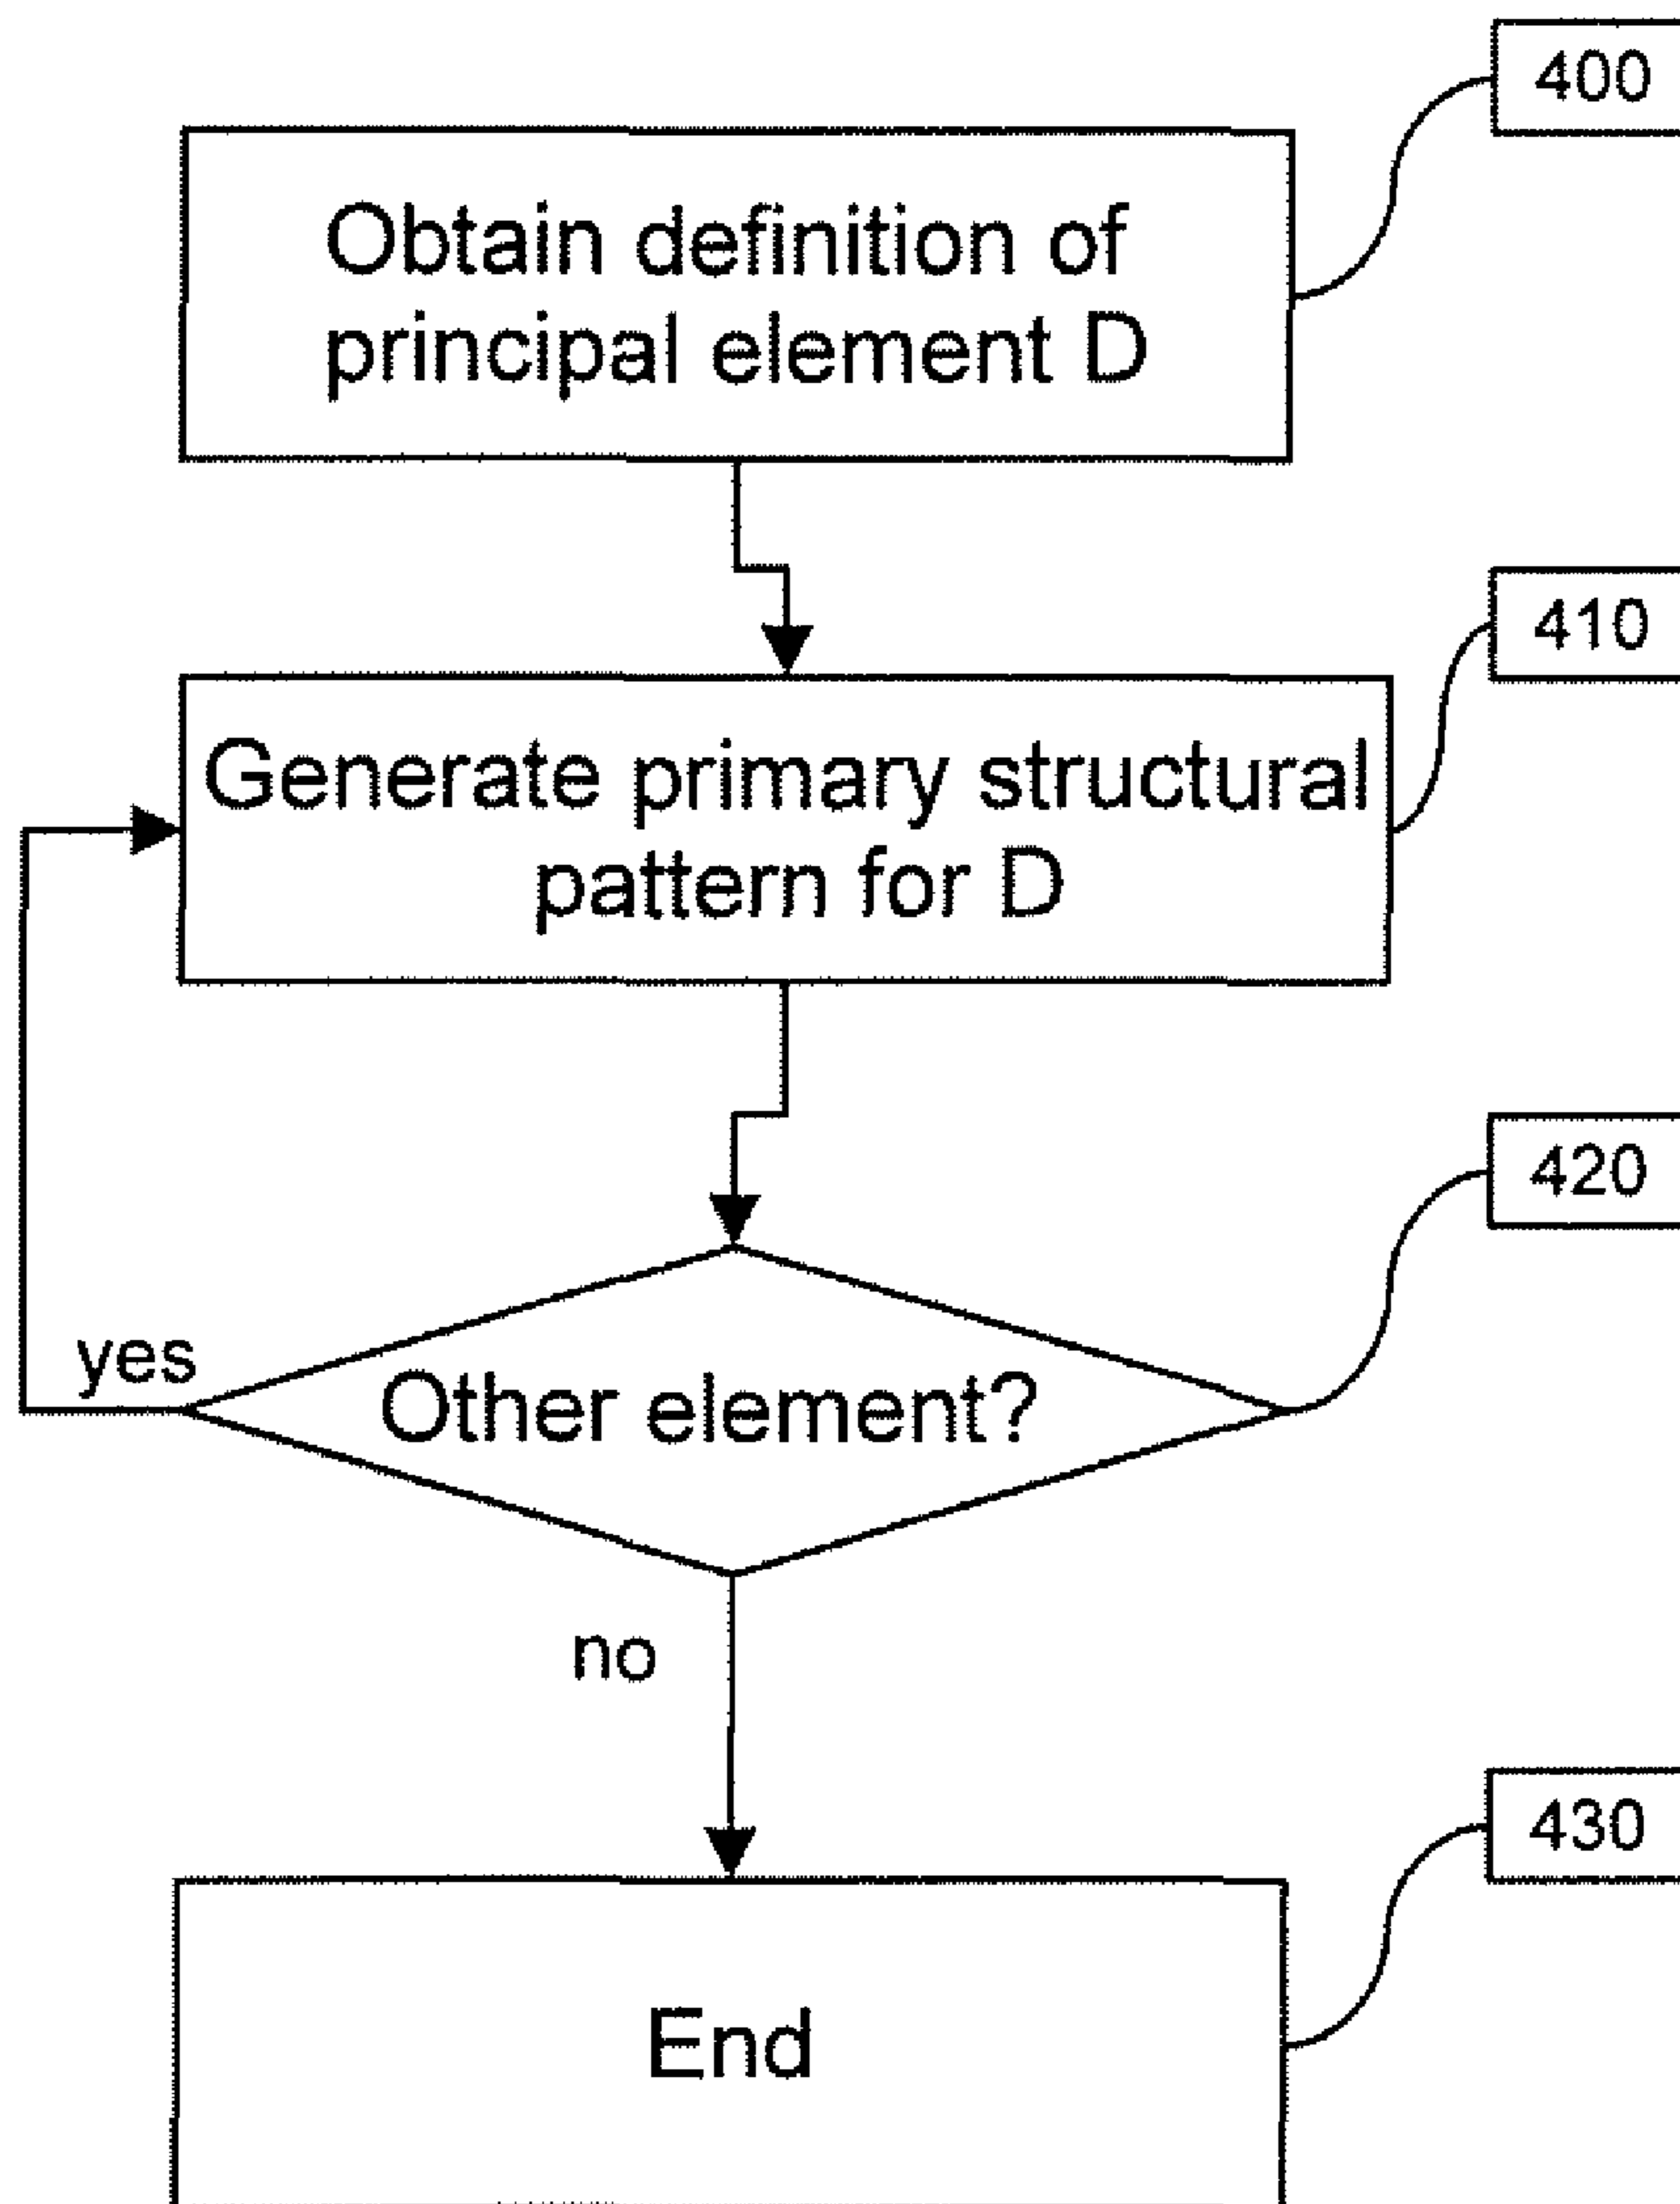 400
Obtain definition of
principal element D
410
Generate primary structural
pattern for D
420
yes
Other element?
no
430
End